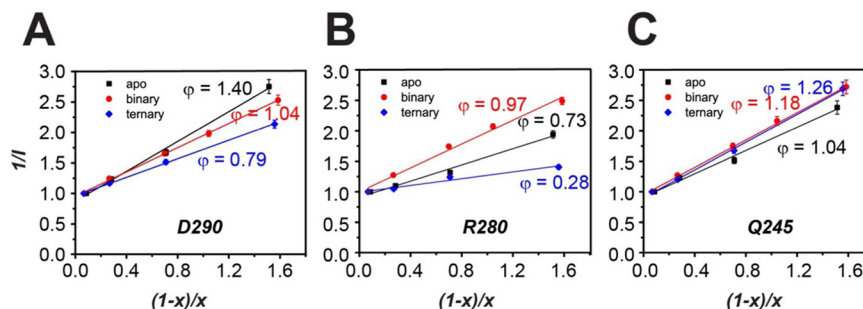 A
B
C
3.0
2.5
2.0
1.5
1.0
0.5
0.0
1/I
apo
binary
ternary
φ = 1.40
φ = 1.04
φ = 0.79
D290
0.0 0.4 0.8 1.2 1.6
(1-x)/x
3.0
2.5
2.0
1.5
1.0
0.5
0.0
apo
binary
ternary
φ = 0.97
φ = 0.73
φ = 0.28
R280
0.0 0.4 0.8 1.2 1.6
(1-x)/x
3.0
2.5
2.0
1.5
1.0
0.5
0.0
apo
binary
ternary
φ = 1.26
φ = 1.18
φ = 1.04
Q245
0.0 0.4 0.8 1.2 1.6
(1-x)/x